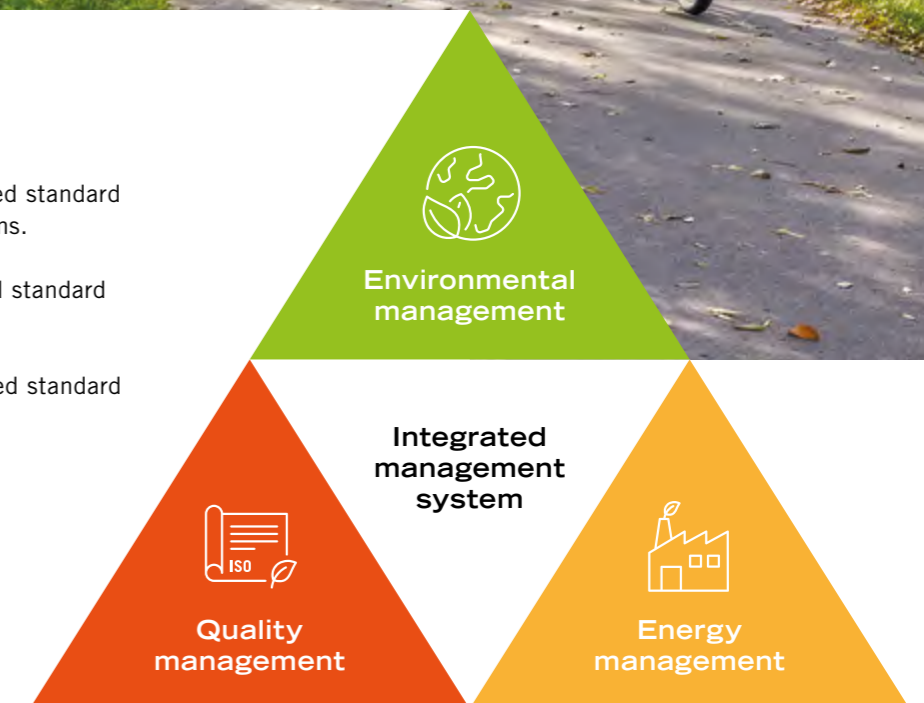 ed standard
ns.
standard
ed standard
Environmental
management
Integrated
management
system
ISO
Quality
management
Energy
management